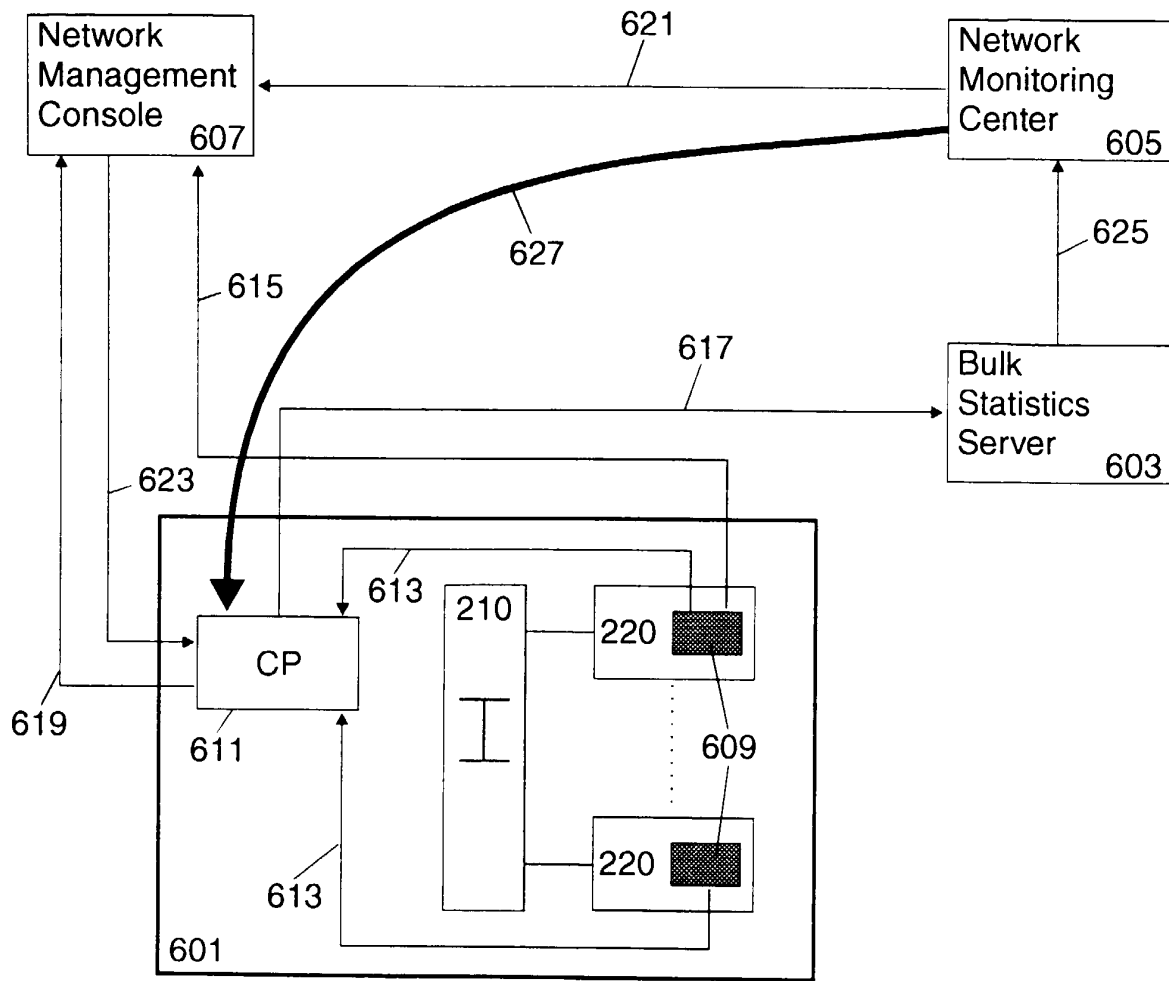 Network
Management
Console
607
621
Network
Monitoring
Center
605
627
625
615
617
Bulk
Statistics
Server
603
623
613
210
220
CP
619
611
609
220
613
601